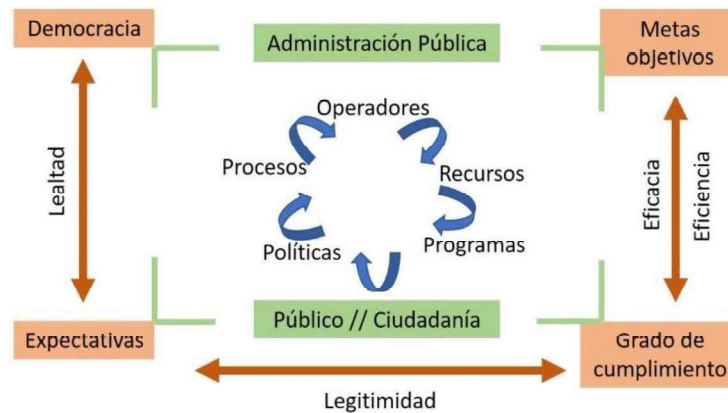 Democracia
Administración Pública
Metas
objetivos
Operadores
Procesos
Recursos
Lealtad
Eficacia
Eficiencia
Políticas
Programas
Público // Ciudadanía
Expectativas
Grado de
cumplimiento
Legitimidad